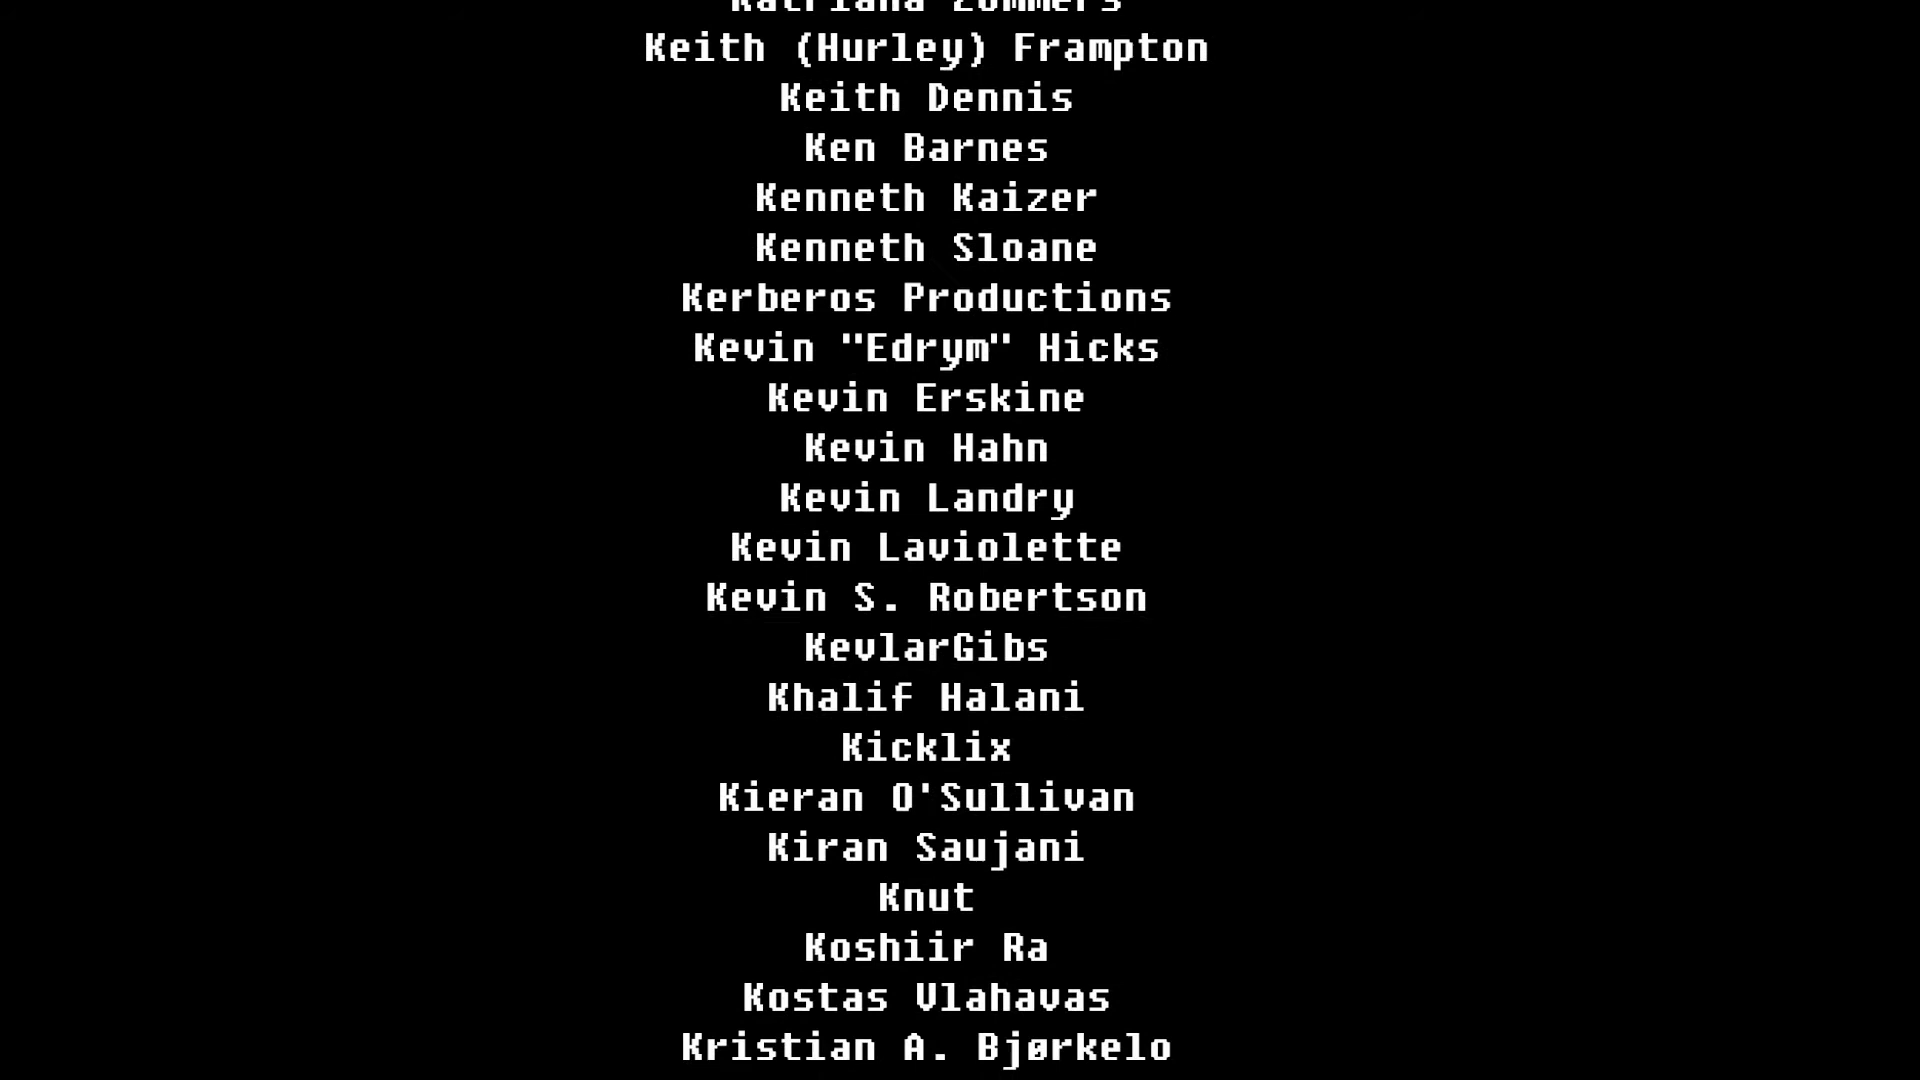 Katriana Zommers
Keith (Hurley) Frampton
Keith Dennis
Ken Barnes
Kenneth Kaizer
Kenneth Sloane
Kerberos Productions
Kevin "Edrym" Hicks
Kevin Erskine
Kevin Hahn
Kevin Landry
Kevin Laviolette
Kevin S. Robertson
KevlarGibs
Khalif Halani
Kicklix
Kieran O'Sullivan
Kiran Saujani
Knut
Koshiir Ra
Kostas Vlahavas
Kristian A. Bjørkelo